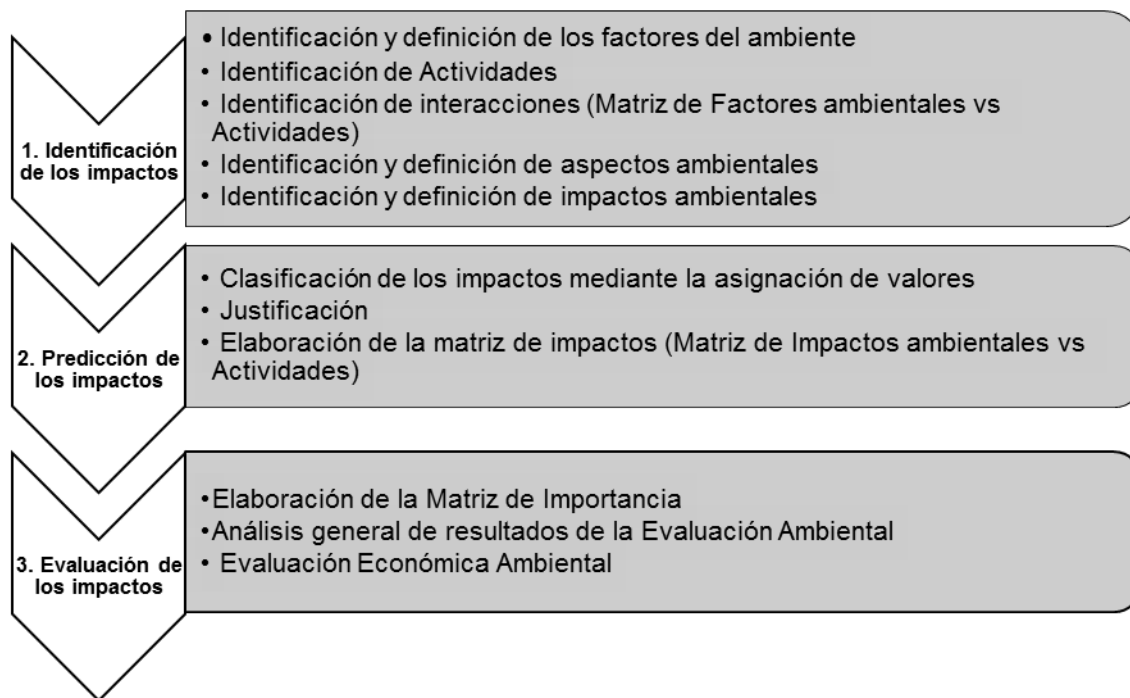 1. Identificación
de los impactos
• Identificación y definición de los factores del ambiente
• Identificación de Actividades
• Identificación de interacciones (Matriz de Factores ambientales vs
Actividades)
• Identificación y definición de aspectos ambientales
• Identificación y definición de impactos ambientales
2. Predicción de
los impactos
• Clasificación de los impactos mediante la asignación de valores
• Justificación
• Elaboración de la matriz de impactos (Matriz de Impactos ambientales vs
Actividades)
3. Evaluación de
los impactos
•Elaboración de la Matriz de Importancia
•Análisis general de resultados de la Evaluación Ambiental
• Evaluación Económica Ambiental